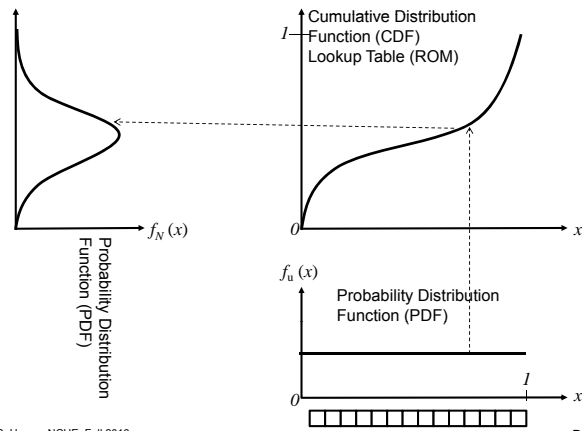 Cumulative Distribution
Function (CDF)
Lookup Table (ROM)
1
0
x
f_N (x)
Probability Distribution
Function (PDF)
f_u (x)
Probability Distribution
Function (PDF)
1
0
x